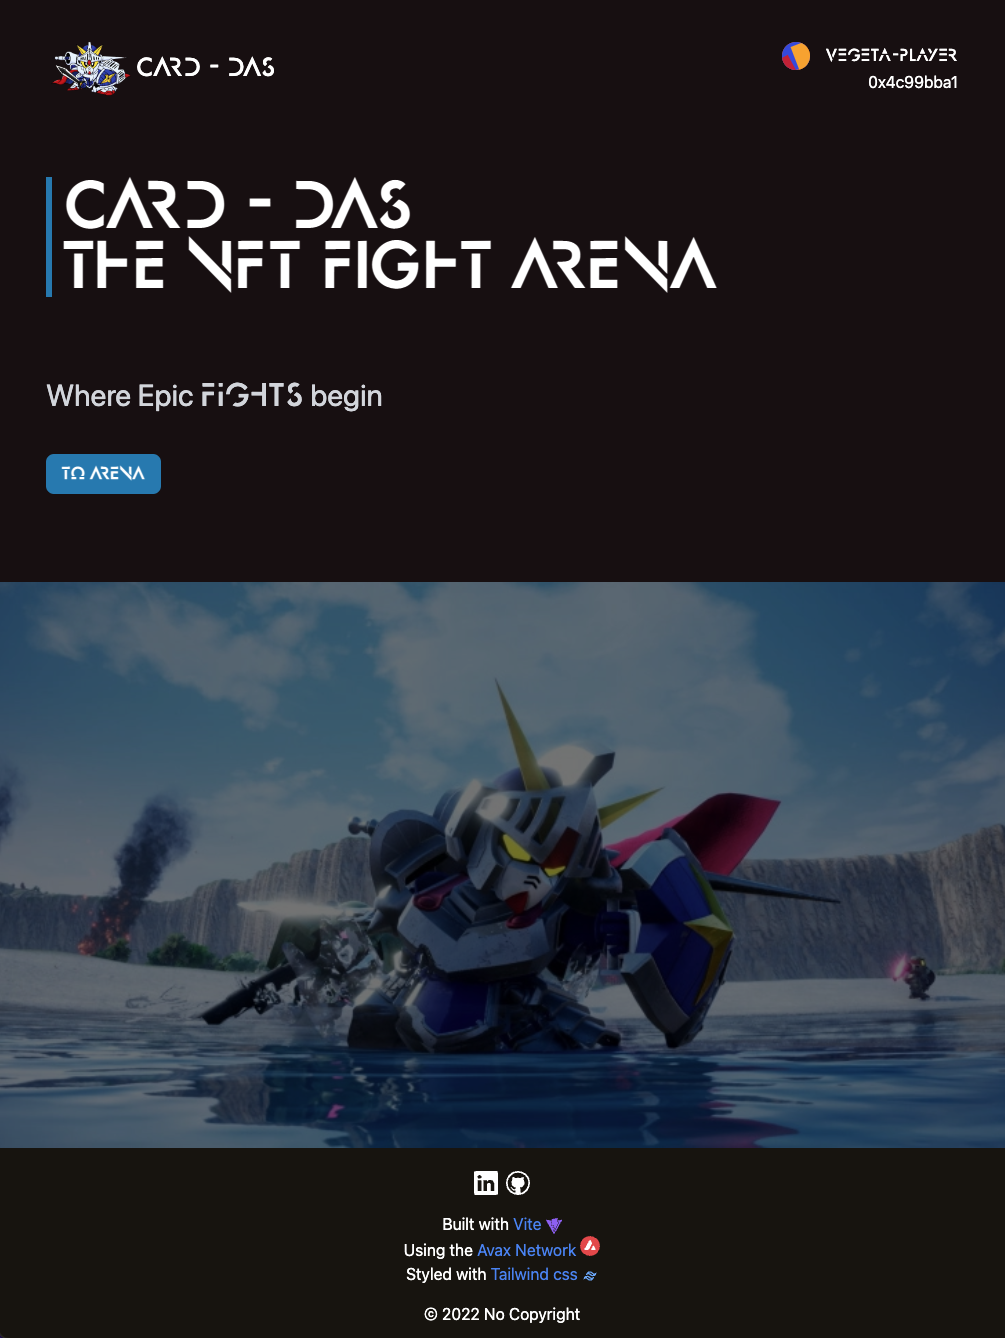 CARD - DAS
VEGETA-PLAYER
0x4c99bba1
CARD - DAS
THE NFT FIGHT ARENA
Where Epic FiGHTS begin
TO ARENA
in
Built with Vite
Using the Avax Network
Styled with Tailwind css
© 2022 No Copyright